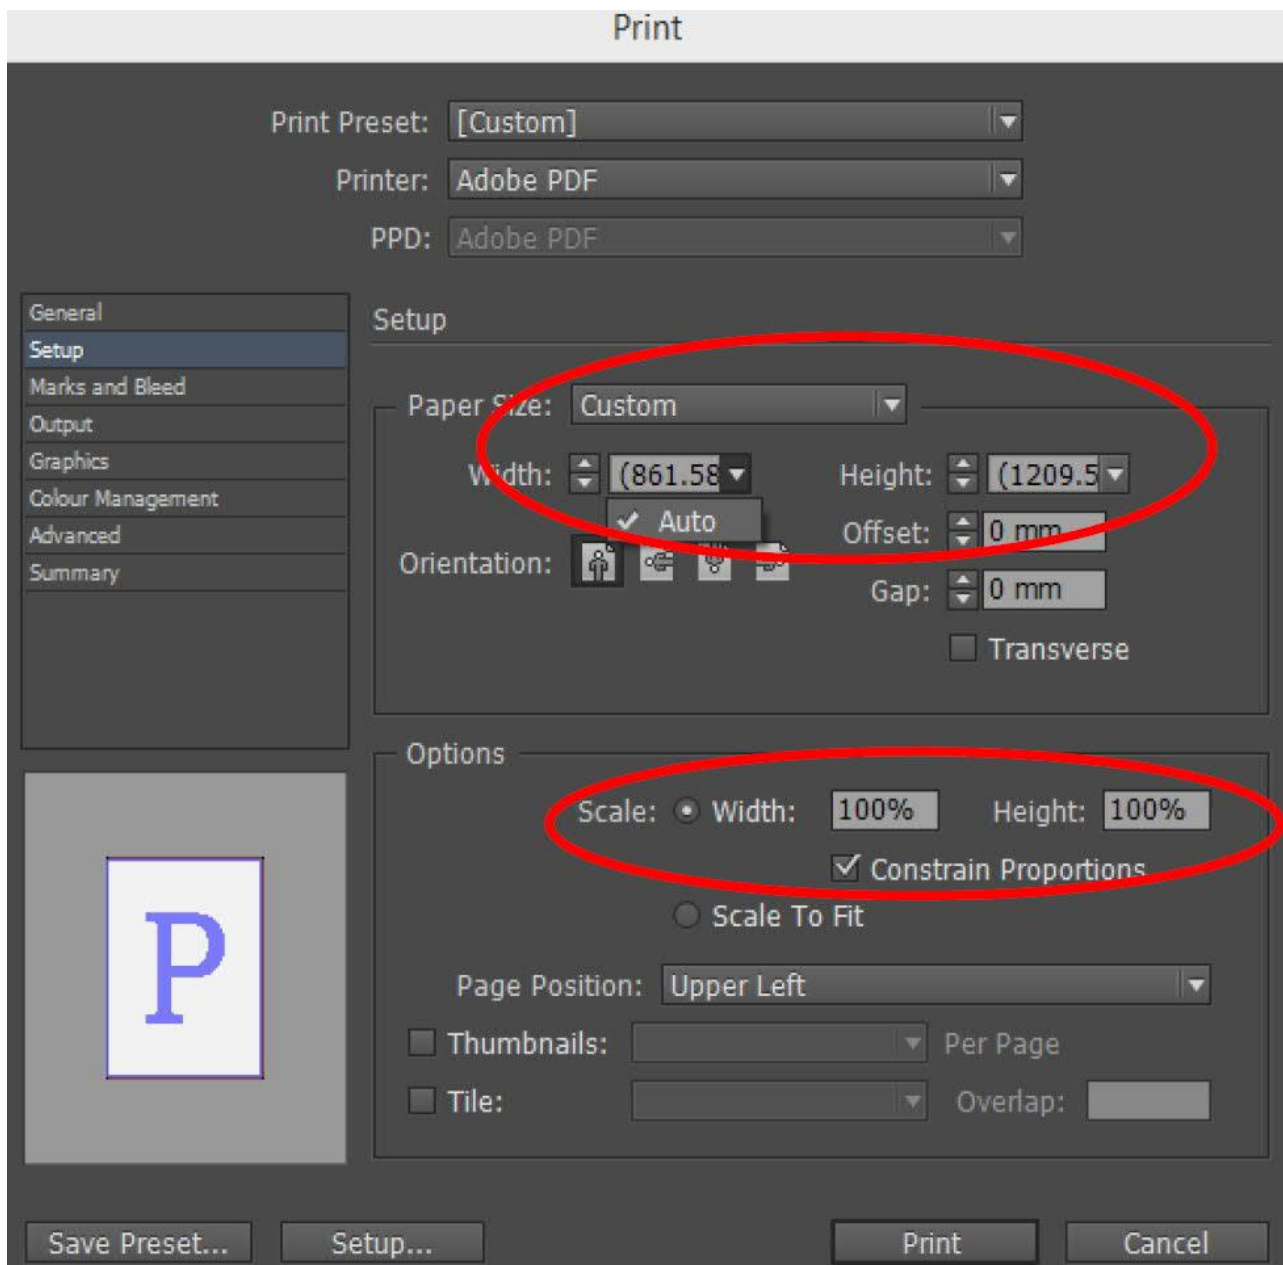 Print
Print Preset: [Custom]
Printer: Adobe PDF
PPD: Adobe PDF
General
Setup
Marks and Bleed
Output
Graphics
Colour Management
Advanced
Summary
Setup
Paper Size: Custom
Width: (861.58 Height: (1209.5
Auto
Offset: 0 mm
Orientation:
Gap: 0 mm
Transverse
Options
Scale: Width: 100% Height: 100%
Constrain Proportions
Scale To Fit
Page Position: Upper Left
Thumbnails: Per Page
Tile: Overlap:
P
Save Preset... Setup... Print Cancel